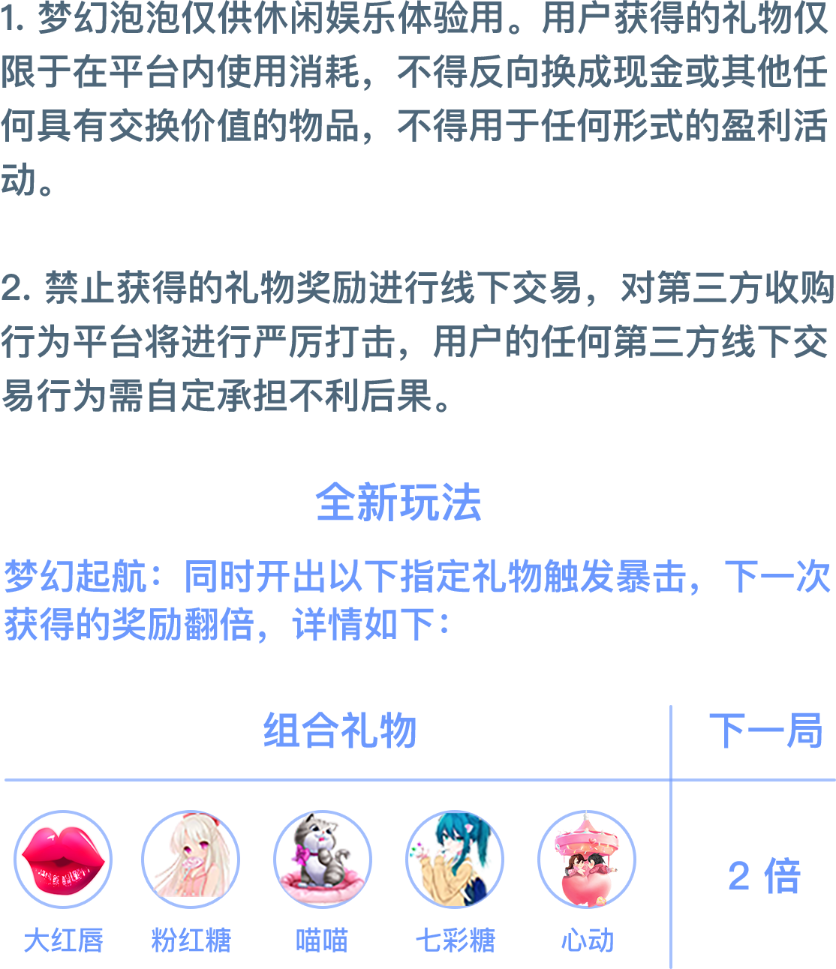 1. 梦幻泡泡仅供休闲娱乐体验用。用户获得的礼物仅
限于在平台内使用消耗，不得反向换成现金或其他任
何具有交换价值的物品，不得用于任何形式的盈利活
动。
2. 禁止获得的礼物奖励进行线下交易，对第三方收购
行为平台将进行严厉打击，用户的任何第三方线下交
易行为需自定承担不利后果。
全新玩法
梦幻起航：同时开出以下指定礼物触发暴击，下一次
获得的奖励翻倍，详情如下：
组合礼物 下一局
2 倍
大红唇 粉红糖 喵喵 七彩糖 心动